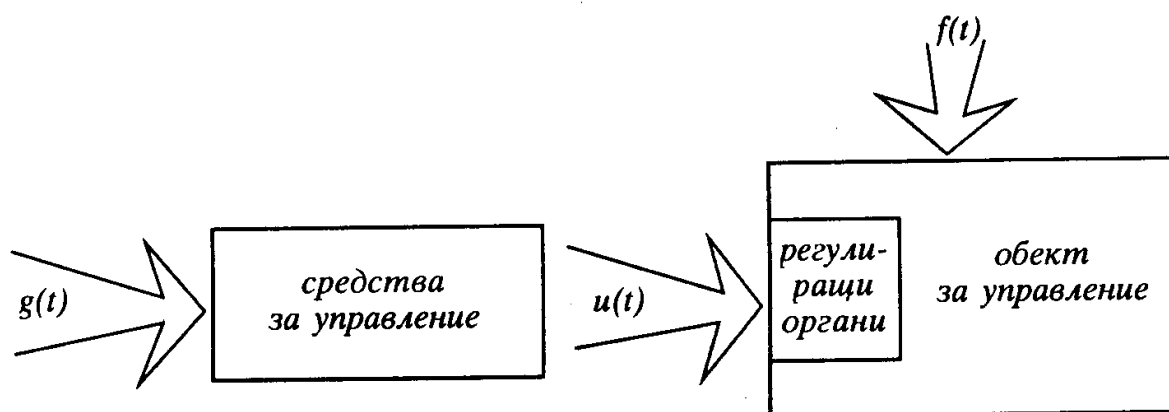 f(t)
g(t)
средства
за управление
u(t)
регули-
ращи
органи
обект
за управление